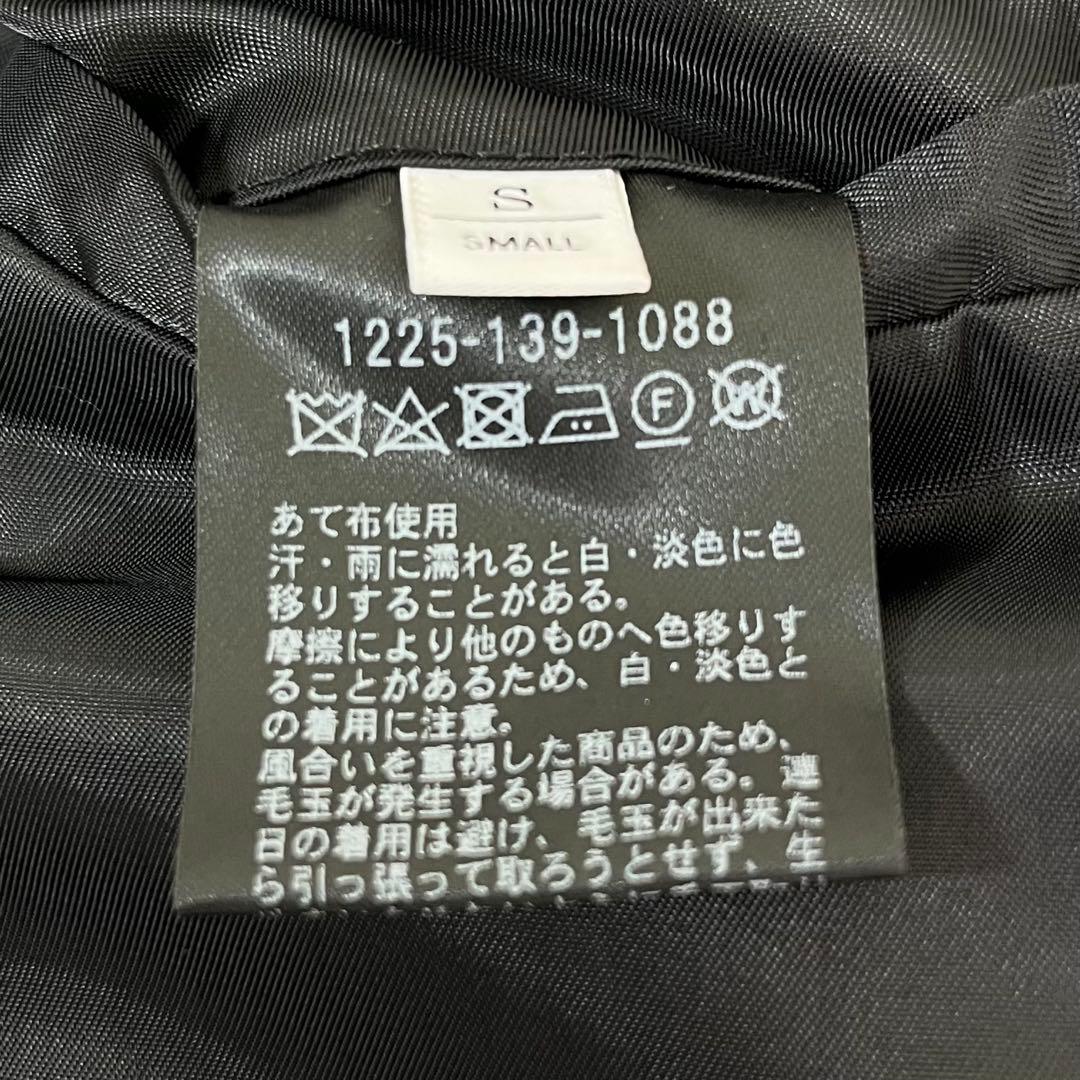 S
SMALL
1225-139-1088
F
W
あて布使用
汗・雨に濡れると白・淡色に色
移りすることがある。
摩擦により他のものへ色移りす
ることがあるため、白・淡色と
の着用に注意。
風合いを重視した商品のため、
毛玉が発生する場合がある。連
日の着用は避け、毛玉が出来た
ら引っ張って取ろうとせず、生